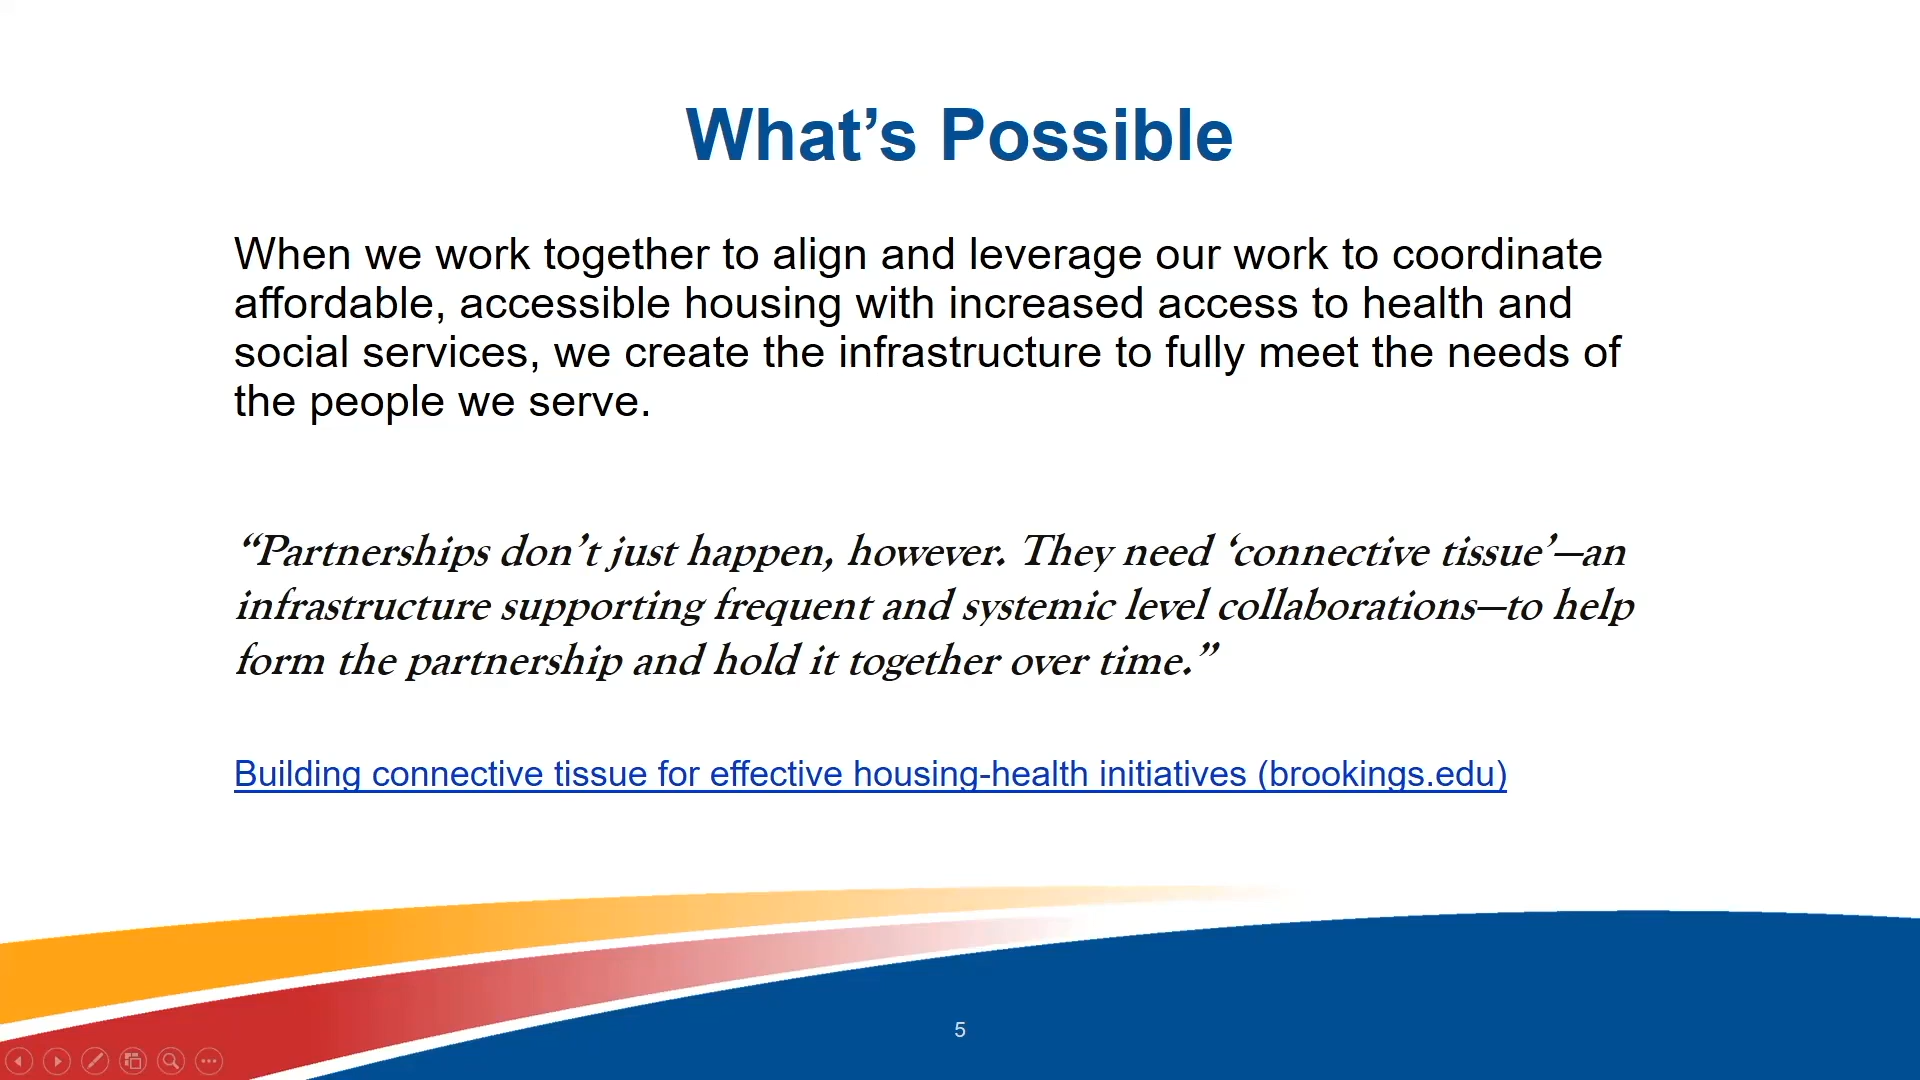 What’s Possible
When we work together to align and leverage our work to coordinate
affordable, accessible housing with increased access to health and
social services, we create the infrastructure to fully meet the needs of
the people we serve.
“Partnerships don’t just happen, however. They need ‘connective tissue’—an
infrastructure supporting frequent and systemic level collaborations—to help
form the partnership and hold it together over time.”
Building connective tissue for effective housing-health initiatives (brookings.edu)
5